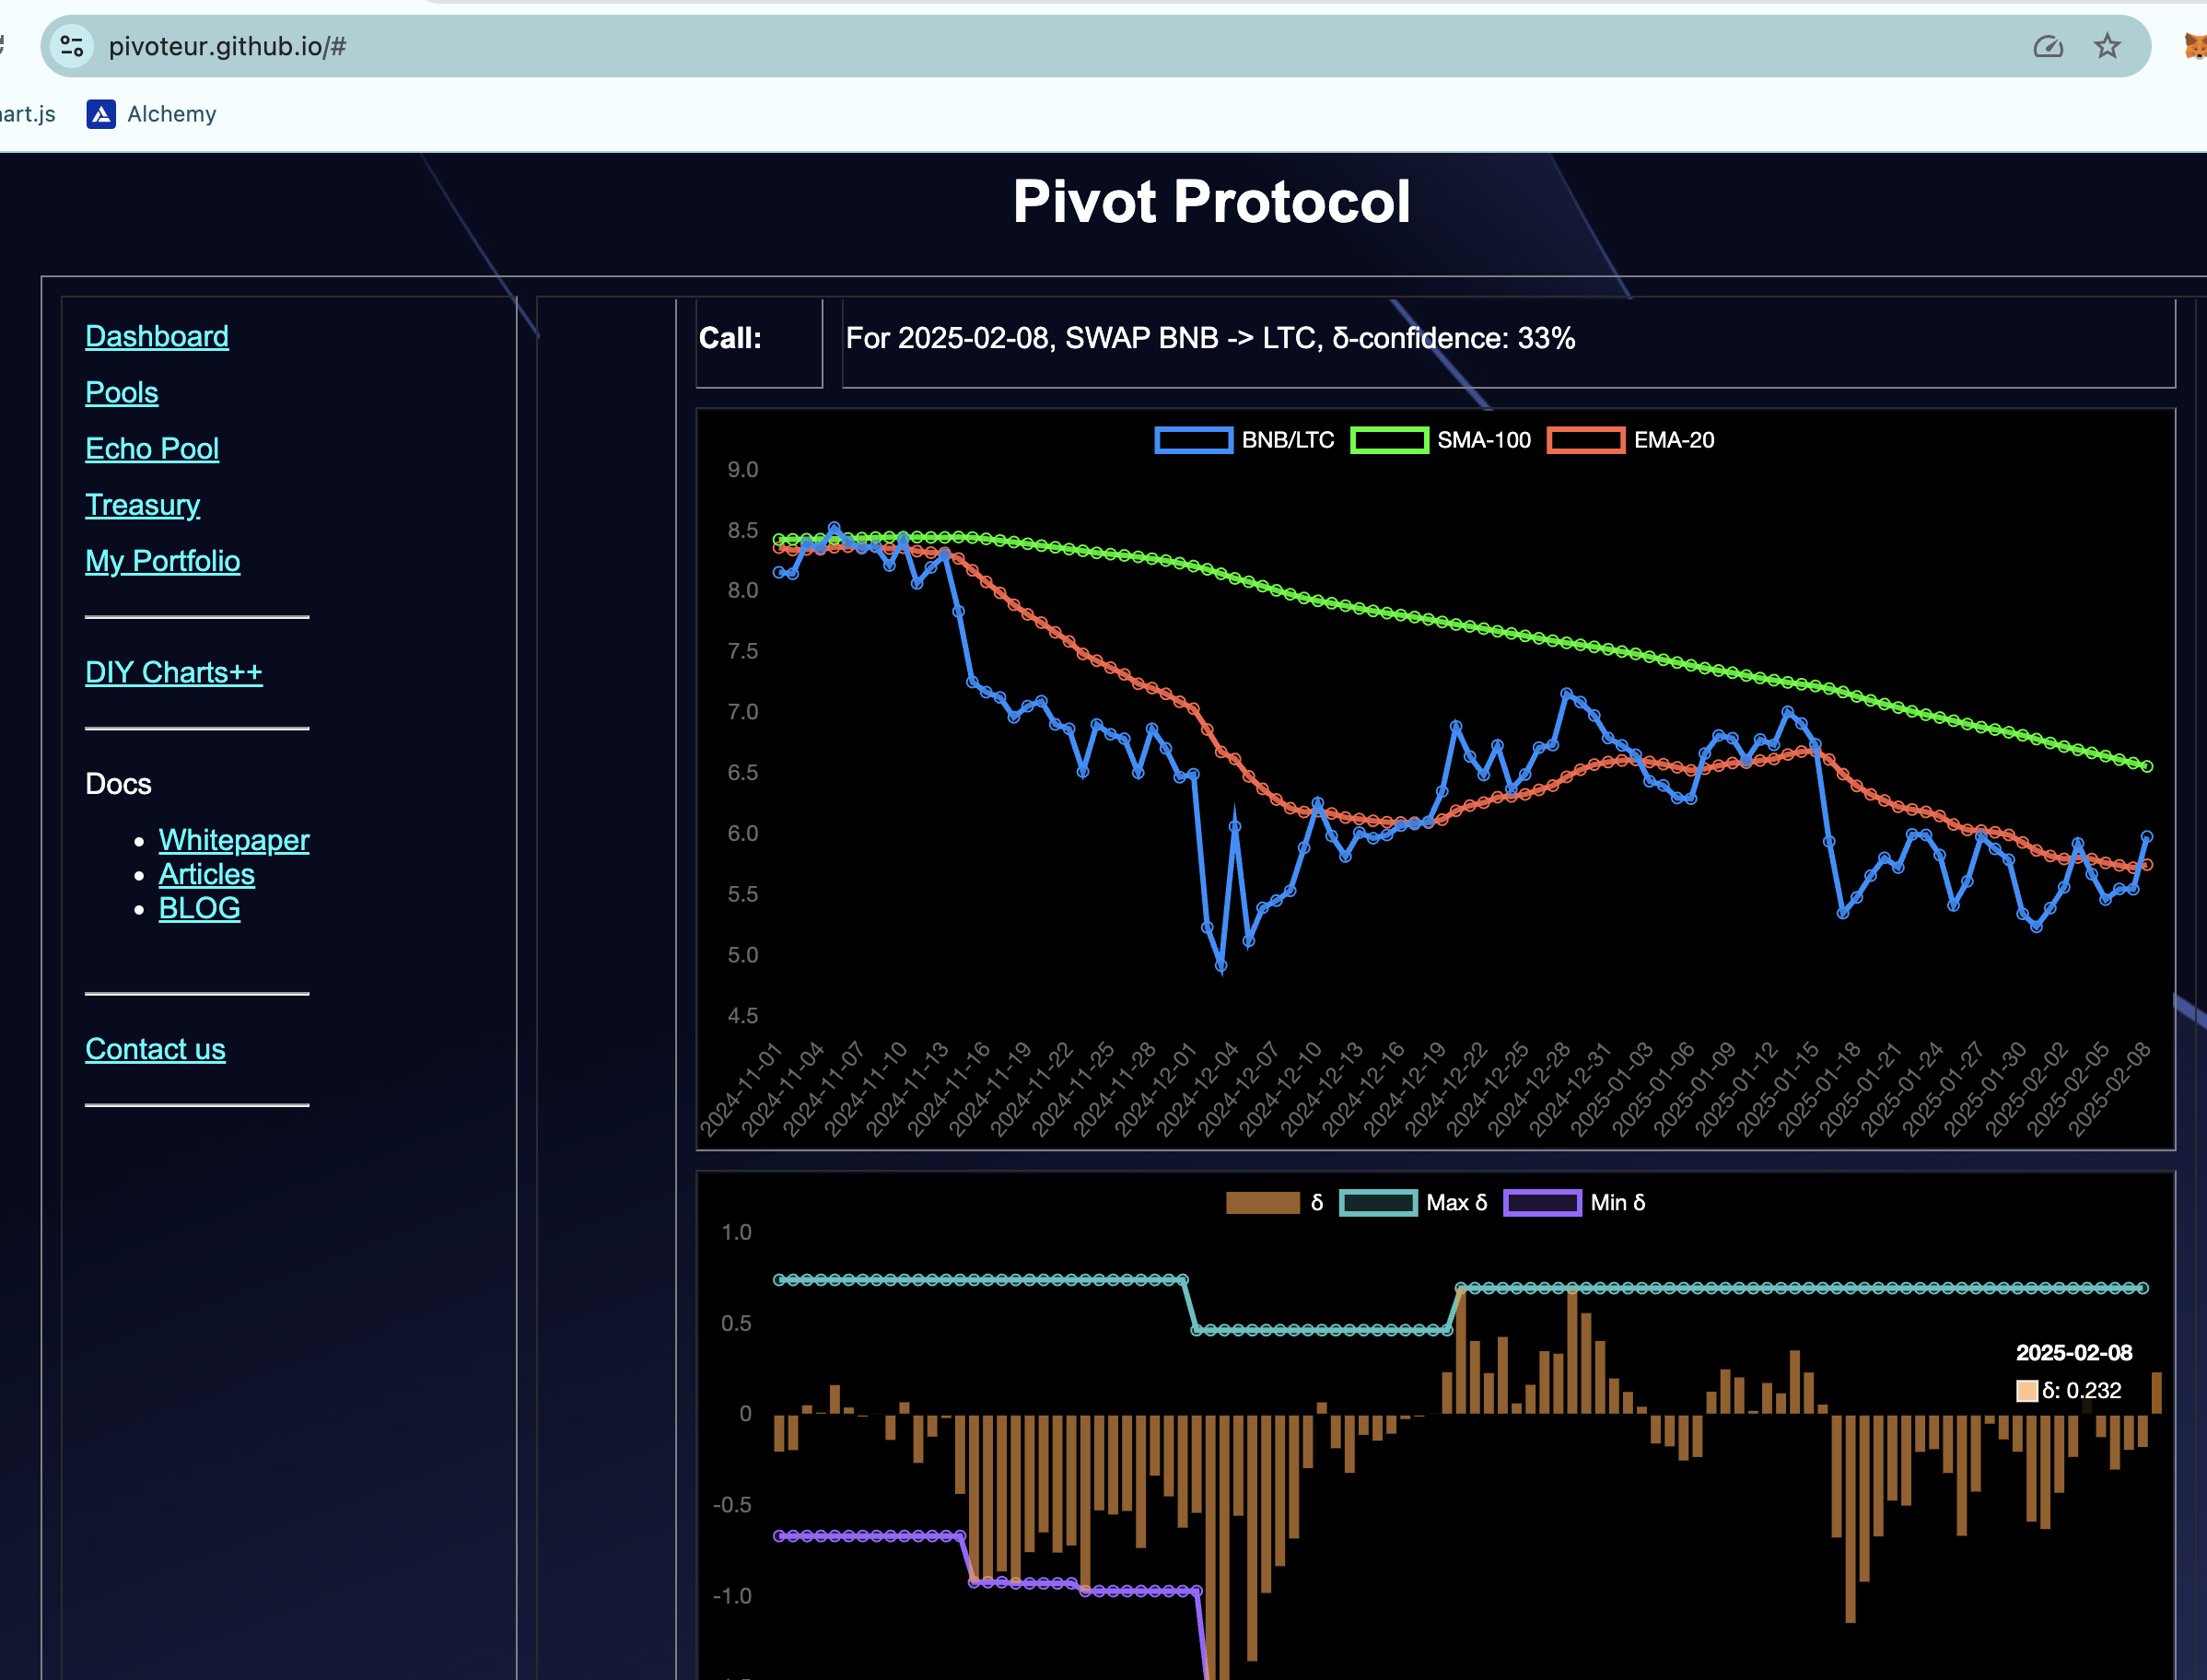 pivoteur.github.io/#
art.js
Alchemy
Pivot Protocol
Dashboard
Pools
Echo Pool
Treasury
My Portfolio
DIY Charts++
Docs
• Whitepaper
• Articles
• BLOG
Contact us
Call:
For 2025-02-08, SWAP BNB -> LTC, δ-confidence: 33%
BNB/LTC SMA-100 EMA-20
9.0
8.5
8.0
7.5
7.0
6.5
6.0
5.5
5.0
4.5
2024-11-01
2024-11-04
2024-11-07
2024-11-10
2024-11-13
2024-11-16
2024-11-19
2024-11-22
2024-11-25
2024-11-28
2024-12-01
2024-12-04
2024-12-07
2024-12-10
2024-12-13
2024-12-16
2024-12-19
2024-12-22
2024-12-25
2024-12-28
2024-12-31
2025-01-03
2025-01-06
2025-01-09
2025-01-12
2025-01-15
2025-01-18
2025-01-21
2025-01-24
2025-01-27
2025-01-30
2025-02-02
2025-02-05
2025-02-08
δ Max δ Min δ
1.0
0.5
0
-0.5
-1.0
2025-02-08
δ: 0.232